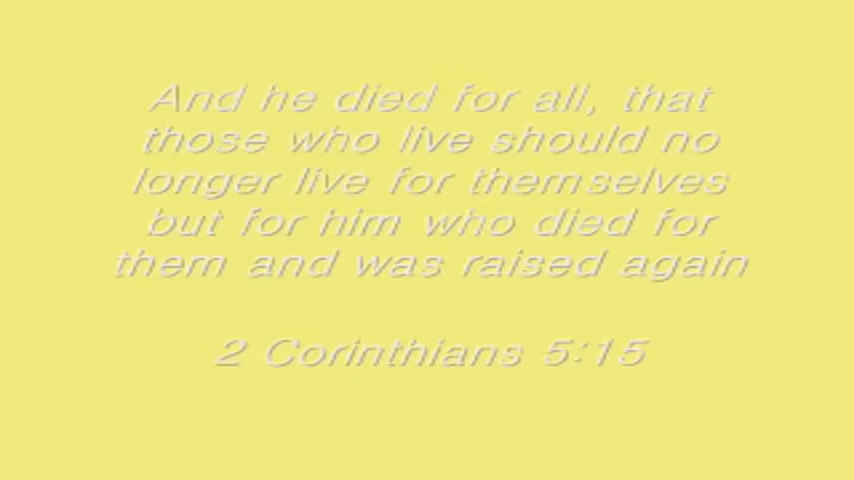 And he died for all, that
those who live should no
longer live for themselves
but for him who died for
them and was raised again
2 Corinthians 5:15